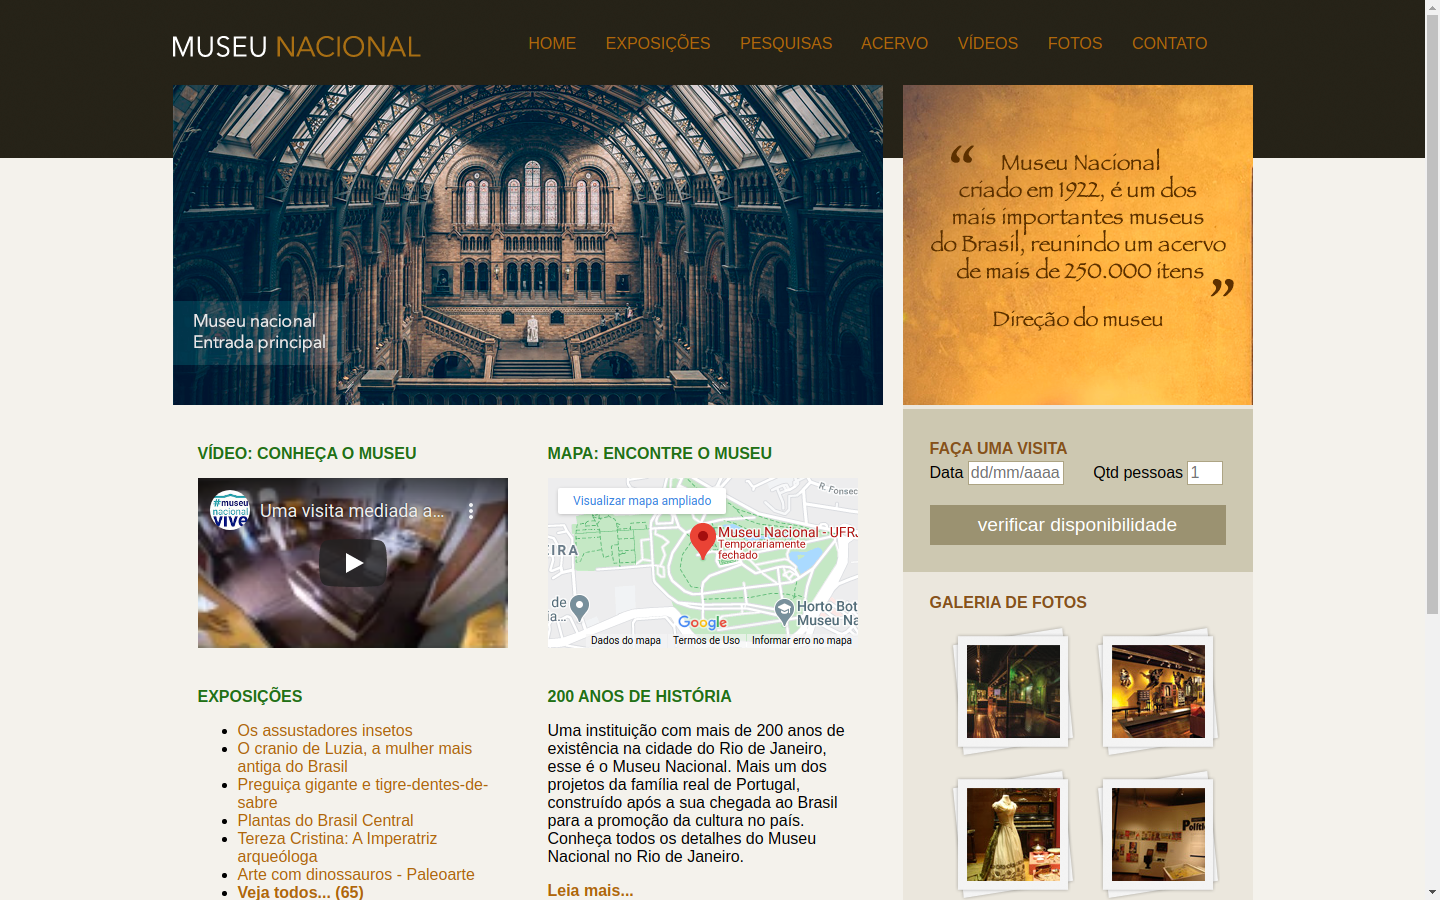 MUSEU NACIONAL
HOME EXPOSIÇÕES PESQUISAS ACERVO VÍDEOS FOTOS CONTATO
Museu nacional
Entrada principal
“ Museu Nacional
criado em 1922, é um dos
mais importantes museus
do Brasil, reunindo um acervo
de mais de 250.000 itens ”
Direção do museu
VÍDEO: CONHEÇA O MUSEU
#museu
nacional
vive
Uma visita mediada a...
MAPA: ENCONTRE O MUSEU
Visualizar mapa ampliado
R. Fonsec
Museu Nacional - UFRJ
Temporariamente
fechado
EIRA
de
ia...
Horto Bot
Museu Na
Google
Dados do mapa Termos de Uso Informar erro no mapa
FAÇA UMA VISITA
Data dd/mm/aaaa Qtd pessoas 1
verificar disponibilidade
GALERIA DE FOTOS
Políti
EXPOSIÇÕES
Os assustadores insetos
O cranio de Luzia, a mulher mais
antiga do Brasil
Preguiça gigante e tigre-dentes-de-
sabre
Plantas do Brasil Central
Tereza Cristina: A Imperatriz
arqueóloga
Arte com dinossauros - Paleoarte
Veja todos... (65)
200 ANOS DE HISTÓRIA
Uma instituição com mais de 200 anos de
existência na cidade do Rio de Janeiro,
esse é o Museu Nacional. Mais um dos
projetos da família real de Portugal,
construído após a sua chegada ao Brasil
para a promoção da cultura no país.
Conheça todos os detalhes do Museu
Nacional no Rio de Janeiro.
Leia mais...